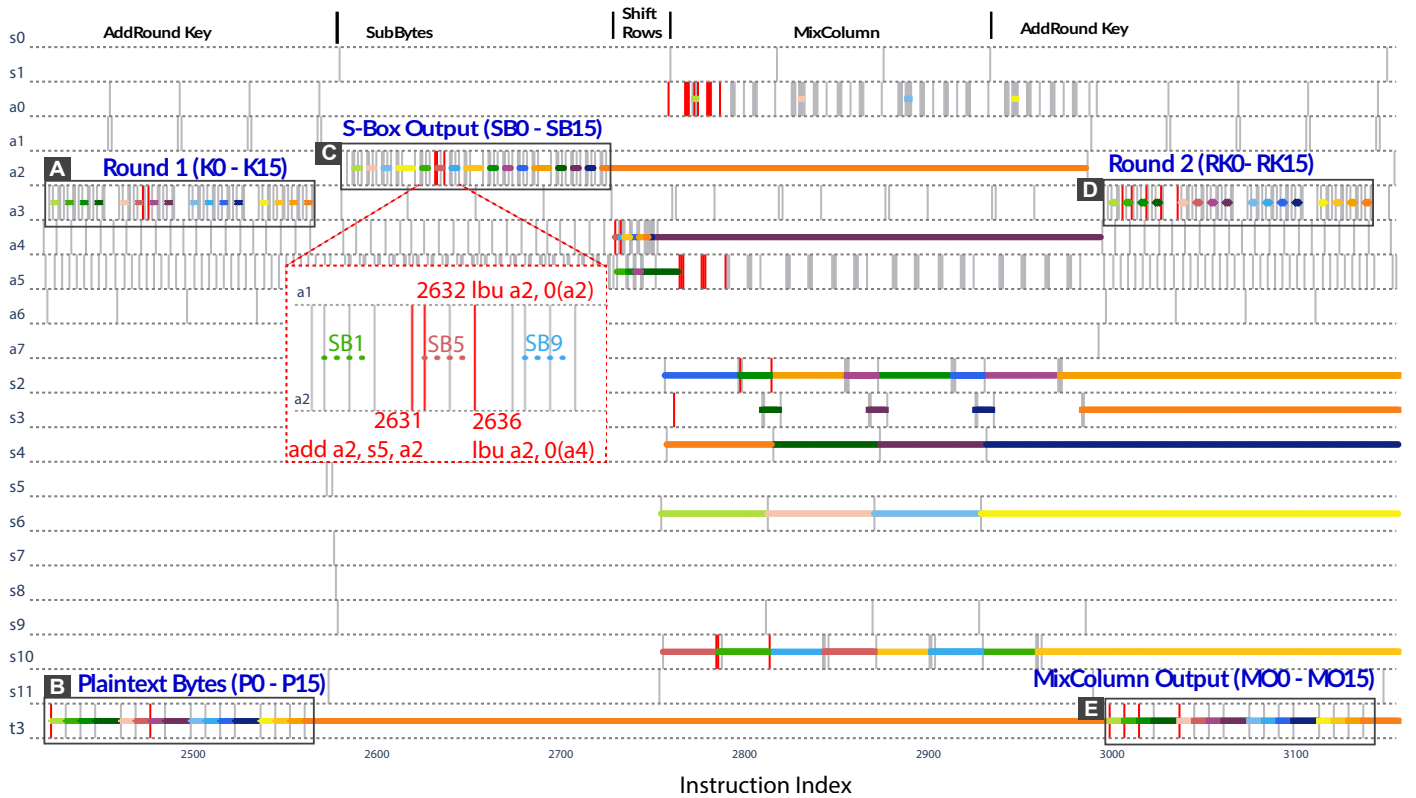 AddRound Key
SubBytes
Shift
Rows
MixColumn
AddRound Key
s0
s1
a0
a1
C S-Box Output (SB0 - SB15)
A Round 1 (K0 - K15)
D Round 2 (RK0- RK15)
a2
a3
a4
a5
a6
a7
a1
2632 lbu a2, 0(a2)
SB1
SB5
SB9
a2
2631
2636
add a2, s5, a2
lbu a2, 0(a4)
s2
s3
s4
s5
s6
s7
s8
s9
s10
s11
B Plaintext Bytes (P0 - P15)
E MixColumn Output (MO0 - MO15)
t3
2500
2600
2700
2800
2900
3000
3100
Instruction Index